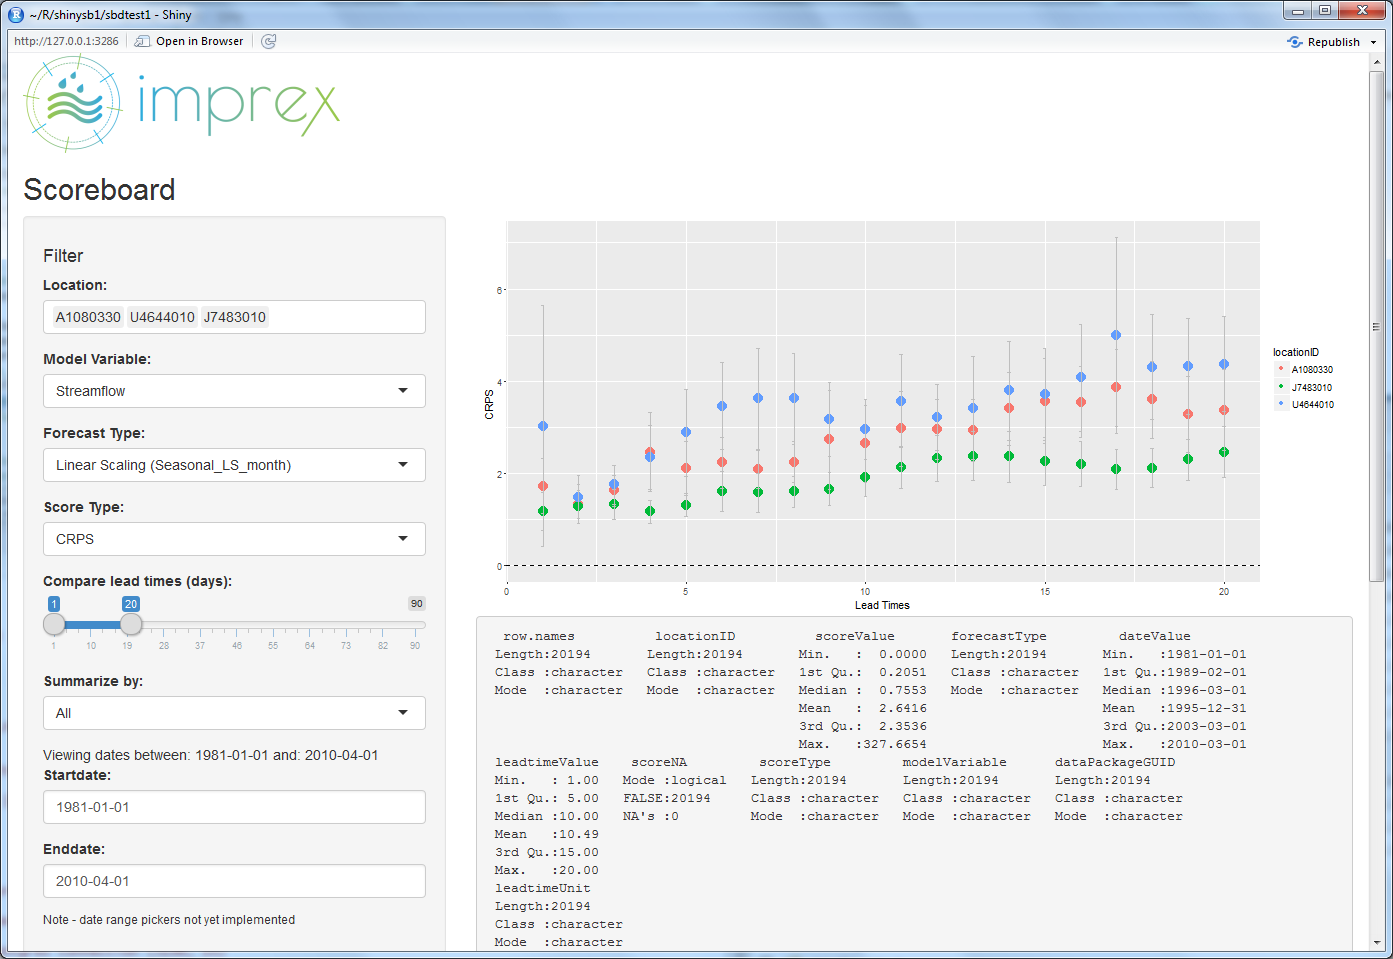 ~/R/shinysb1/sbdtest1 - Shiny
http://127.0.0.1:3286 Open in Browser Republish
imprex
Scoreboard
Filter
Location:
A1080330 U4644010 J7483010
Model Variable:
Streamflow
Forecast Type:
Linear Scaling (Seasonal_LS_month)
Score Type:
CRPS
Compare lead times (days):
1 20 90
1 10 19 28 37 46 55 64 73 82 90
Summarize by:
All
Viewing dates between: 1981-01-01 and: 2010-04-01
Startdate:
1981-01-01
Enddate:
2010-04-01
Note - date range pickers not yet implemented
6
4
2
0
CRPS
0 5 10 15 20
Lead Times
locationID
A1080330
J7483010
U4644010
row.names locationID scoreValue forecastType dateValue
Length:20194 Length:20194 Min. : 0.0000 Length:20194 Min. :1981-01-01
Class :character Class :character 1st Qu.: 0.2051 Class :character 1st Qu.:1989-02-01
Mode :character Mode :character Median : 0.7553 Mode :character Median :1996-03-01
Mean : 2.6416 Mean :1995-12-31
3rd Qu.: 2.3536 3rd Qu.:2003-03-01
Max. :327.6654 Max. :2010-03-01
leadtimeValue scoreNA scoreType modelVariable dataPackageGUID
Min. : 1.00 Mode :logical Length:20194 Length:20194 Length:20194
1st Qu.: 5.00 FALSE:20194 Class :character Class :character Class :character
Median :10.00 NA's :0 Mode :character Mode :character Mode :character
Mean :10.49
3rd Qu.:15.00
Max. :20.00
leadtimeUnit
Length:20194
Class :character
Mode :character